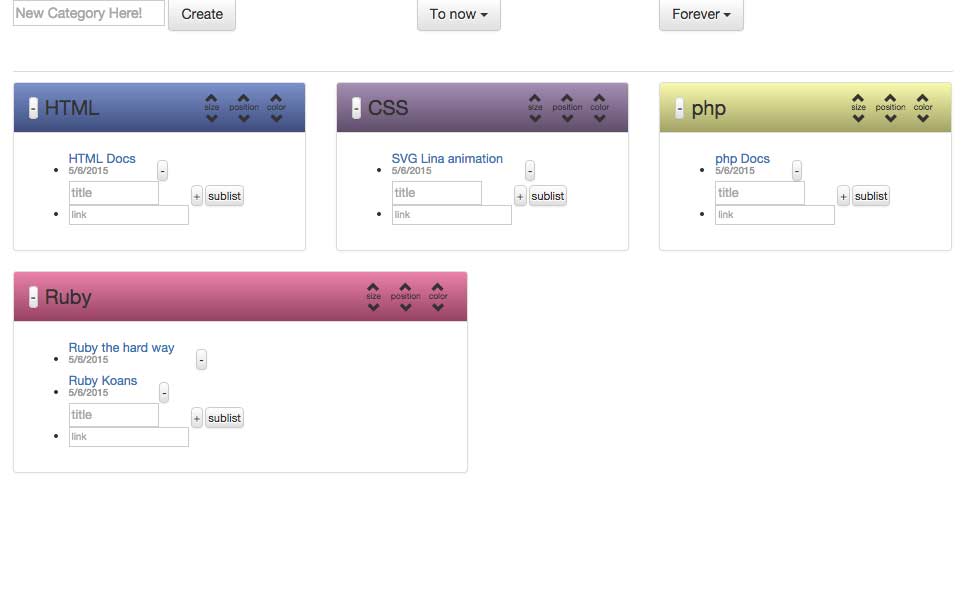 New Category Here! Create To now Forever
- HTML size position color
HTML Docs
5/6/2015 -
title + sublist
link
- CSS size position color
SVG Lina animation
5/6/2015 -
title + sublist
link
- php size position color
php Docs
5/6/2015 -
title + sublist
link
- Ruby size position color
Ruby the hard way
5/6/2015 -
Ruby Koans
5/6/2015 -
title + sublist
link